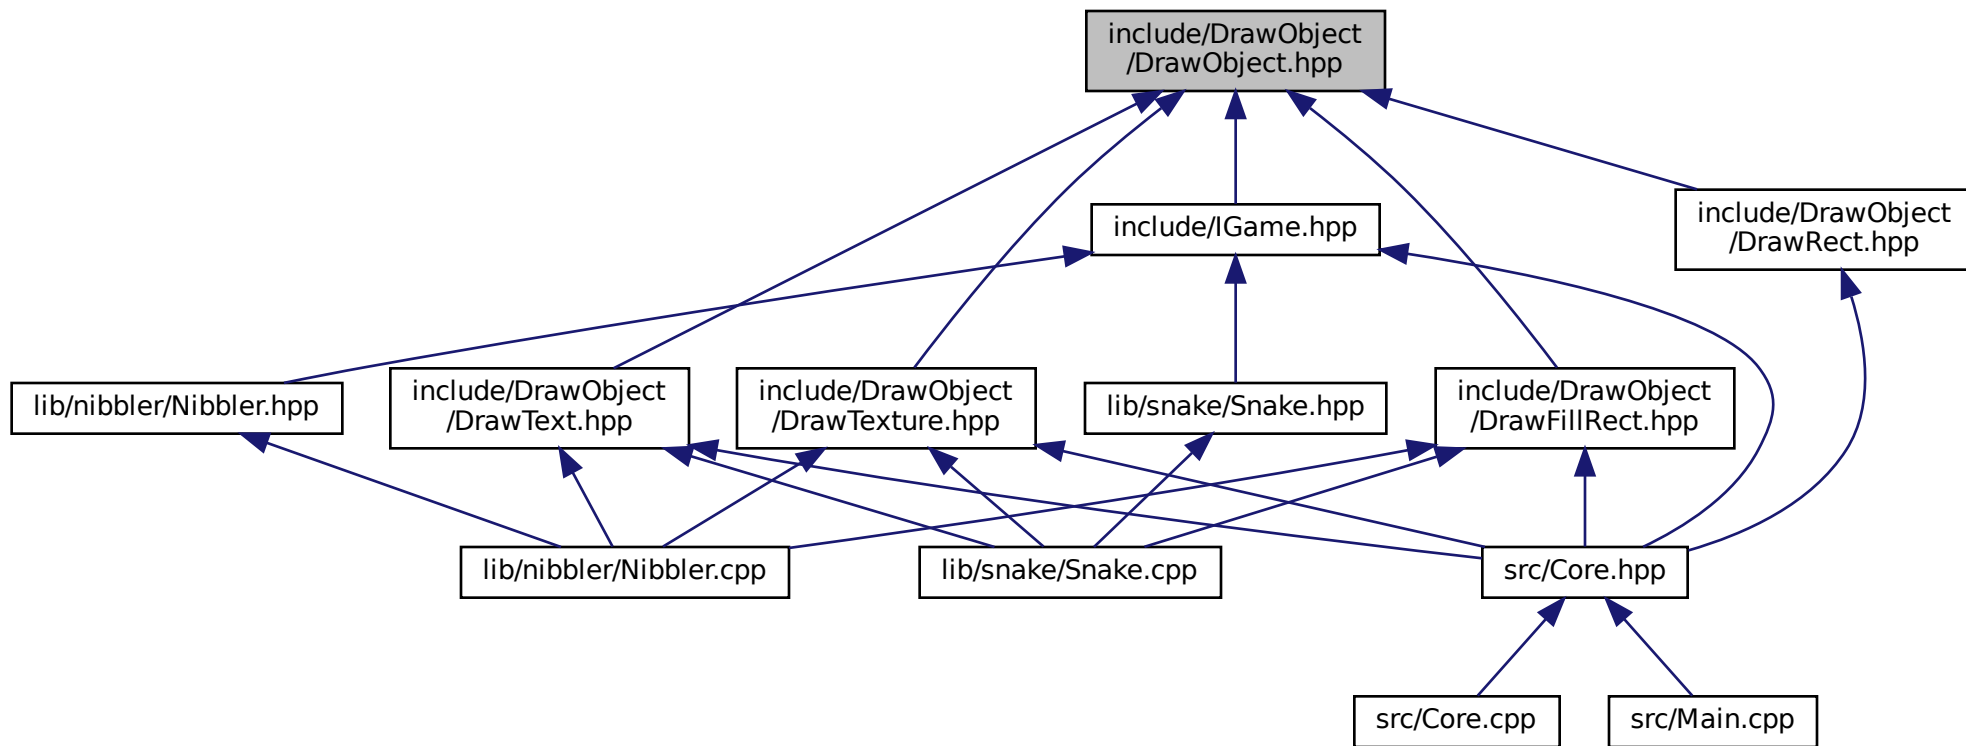 include/DrawObject
/DrawObject.hpp
include/IGame.hpp
include/DrawObject
/DrawRect.hpp
lib/nibbler/Nibbler.hpp
include/DrawObject
/DrawText.hpp
include/DrawObject
/DrawTexture.hpp
lib/snake/Snake.hpp
include/DrawObject
/DrawFillRect.hpp
lib/nibbler/Nibbler.cpp
lib/snake/Snake.cpp
src/Core.hpp
src/Core.cpp
src/Main.cpp